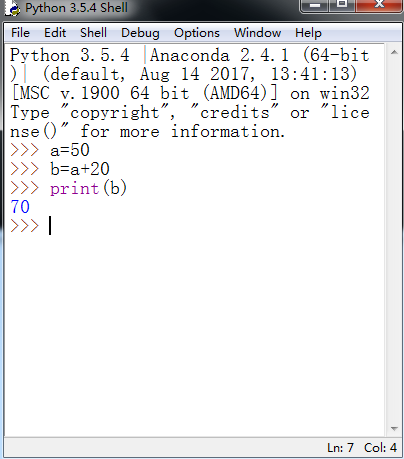 Python 3.5.4 Shell
File Edit Shell Debug Options Window Help
Python 3.5.4 |Anaconda 2.4.1 (64-bit
)| (default, Aug 14 2017, 13:41:13)
[MSC v.1900 64 bit (AMD64)] on win32
Type "copyright", "credits" or "lice
nse()" for more information.
>>> a=50
>>> b=a+20
>>> print(b)
70
>>>
Ln: 7 Col: 4